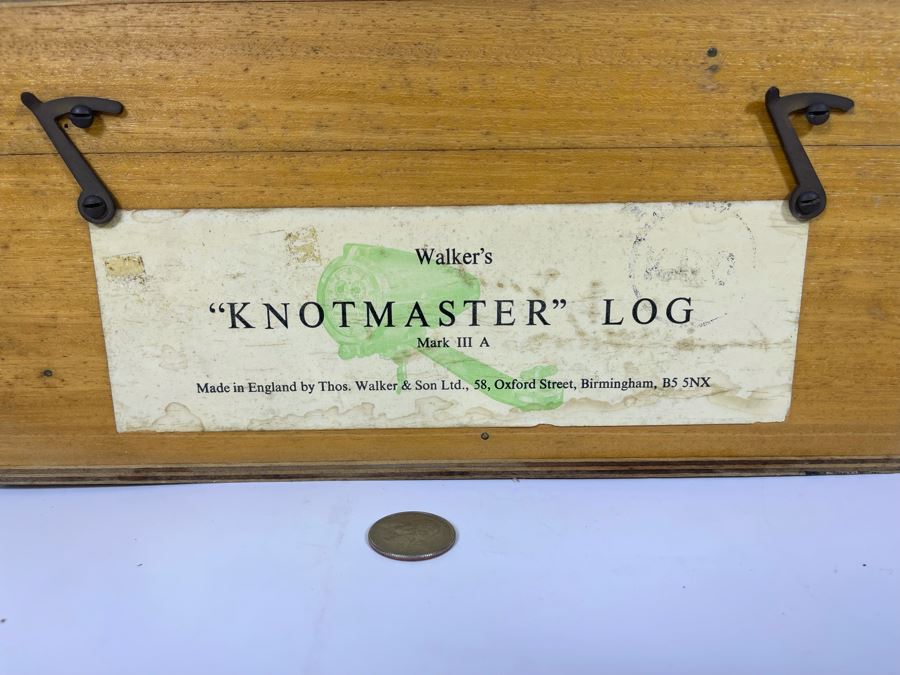 Walker's
“KNOTMASTER” LOG
Mark III A
Made in England by Thos. Walker & Son Ltd., 58, Oxford Street, Birmingham, B5 5NX